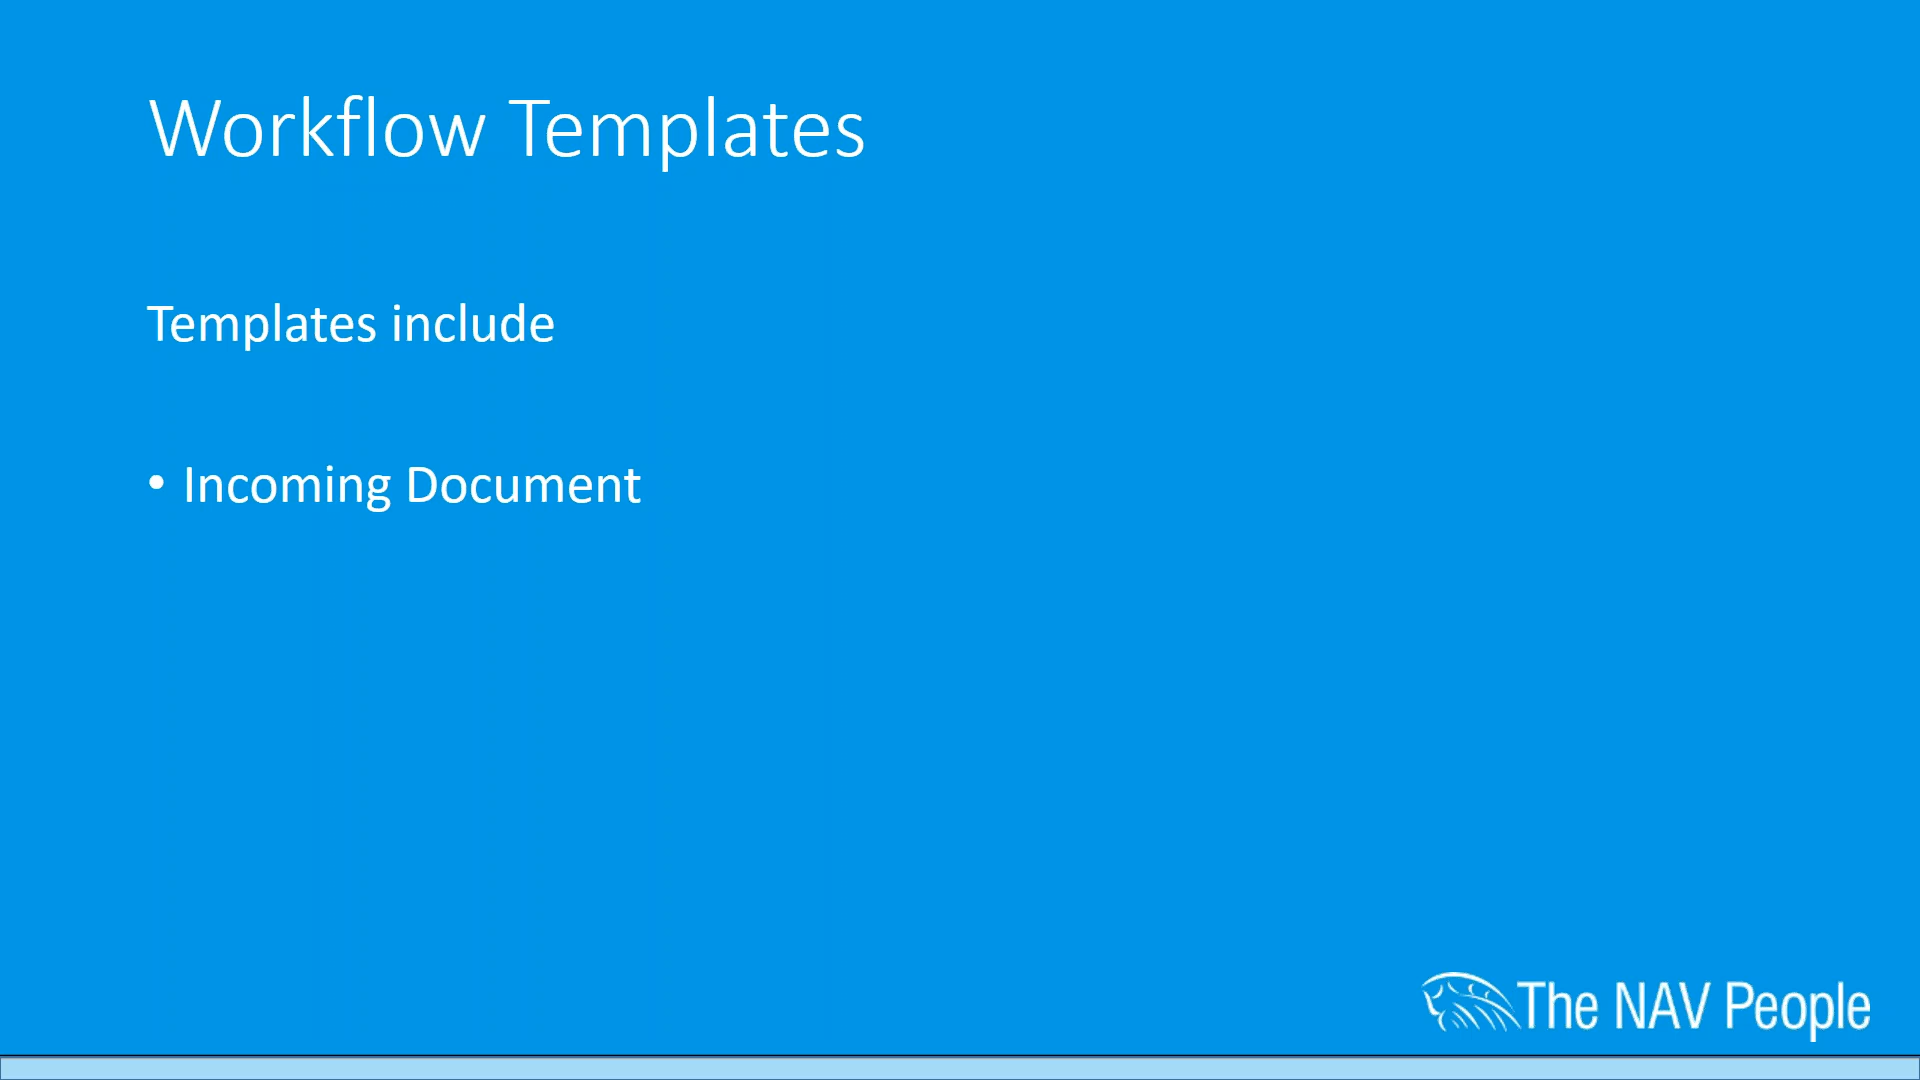 Workflow Templates
Templates include
• Incoming Document
The NAV People